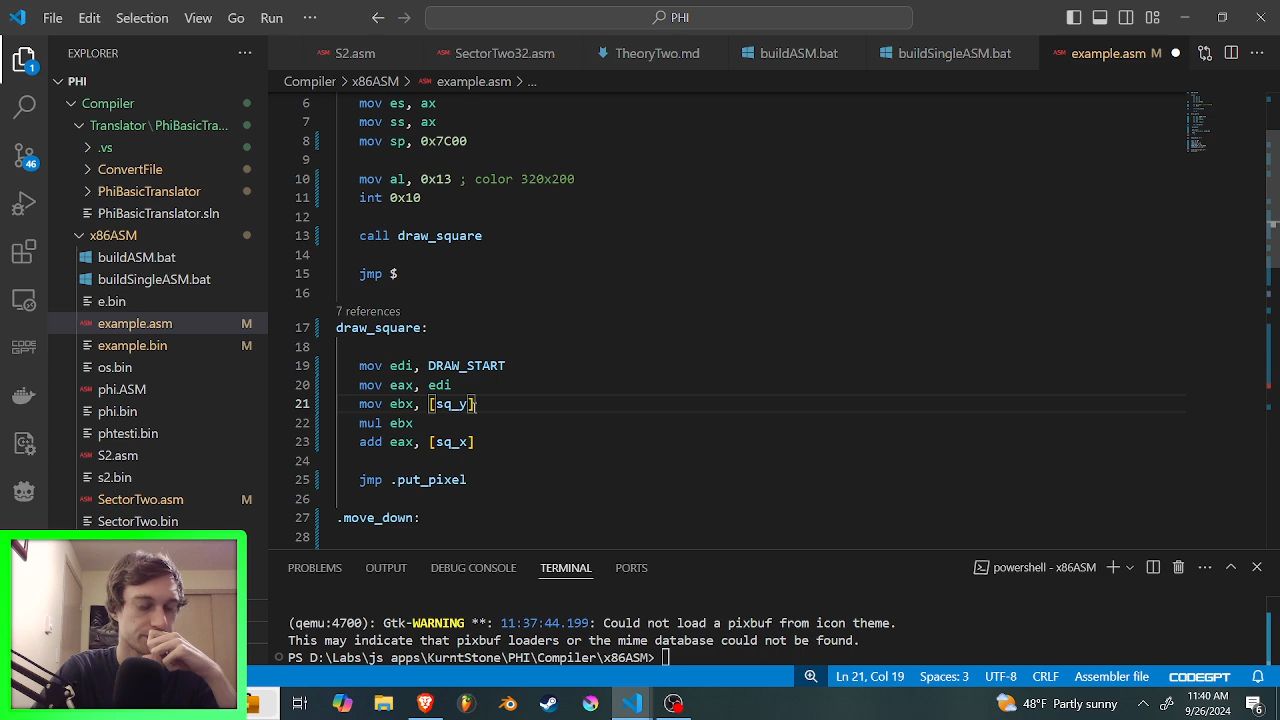 File Edit Selection View Go Run ···
PHI
EXPLORER
S2.asm
SectorTwo32.asm
TheoryTwo.md
buildASM.bat
buildSingleASM.bat
example.asm M
PHI
Compiler > x86ASM > example.asm > ...
Compiler
Translator\PhiBasicTra...
.vs
ConvertFile
PhiBasicTranslator
PhiBasicTranslator.sln
x86ASM
buildASM.bat
buildSingleASM.bat
e.bin
example.asm M
example.bin M
os.bin
phi.ASM
phi.bin
phtesti.bin
S2.asm
s2.bin
SectorTwo.asm M
SectorTwo.bin
1
46
CODE
GPT
6 mov es, ax
7 mov ss, ax
8 mov sp, 0x7C00
9
10 mov al, 0x13 ; color 320x200
11 int 0x10
12
13 call draw_square
14
15 jmp $
16
7 references
17 draw_square:
18
19 mov edi, DRAW_START
20 mov eax, edi
21 mov ebx, [sq_y]
22 mul ebx
23 add eax, [sq_x]
24
25 jmp .put_pixel
26
27 .move_down:
28
PROBLEMS OUTPUT DEBUG CONSOLE TERMINAL PORTS
powershell - x86ASM
(qemu:4700): Gtk-WARNING **: 11:37:44.199: Could not load a pixbuf from icon theme.
This may indicate that pixbuf loaders or the mime database could not be found.
PS D:\Labs\js apps\KurntStone\PHI\Compiler\x86ASM>
Ln 21, Col 19 Spaces: 3 UTF-8 CRLF Assembler file CODEGPT
48°F Partly sunny
11:40 AM
9/26/2024